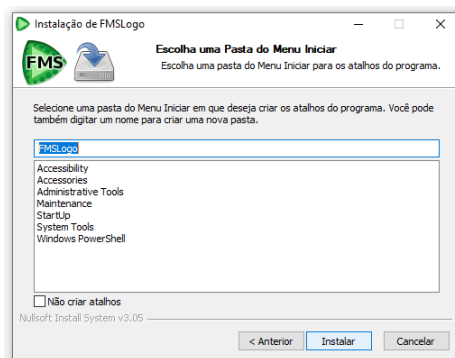 Instalação de FMSLogo
FMS
Escolha uma Pasta do Menu Iniciar
Escolha uma pasta do Menu Iniciar para os atalhos do programa.
Selecione uma pasta do Menu Iniciar em que deseja criar os atalhos do programa. Você pode
também digitar um nome para criar uma nova pasta.
FMSLogo
Accessibility
Accessories
Administrative Tools
Maintenance
StartUp
System Tools
Windows PowerShell
Não criar atalhos
Nullsoft Install System v3.05
< Anterior Instalar Cancelar